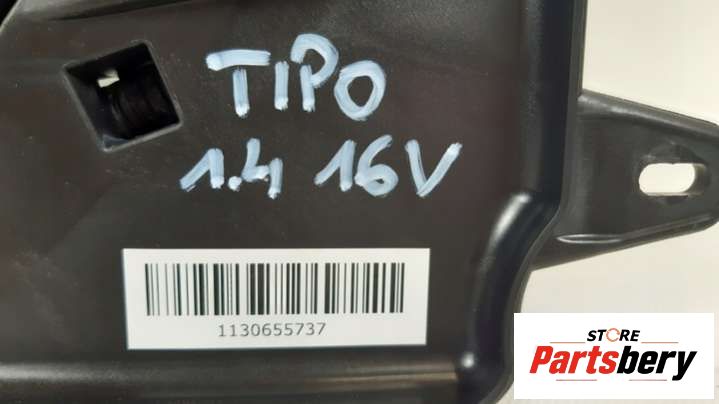 TIPO
1.4 16V
1130655737
STORE
Partsbery